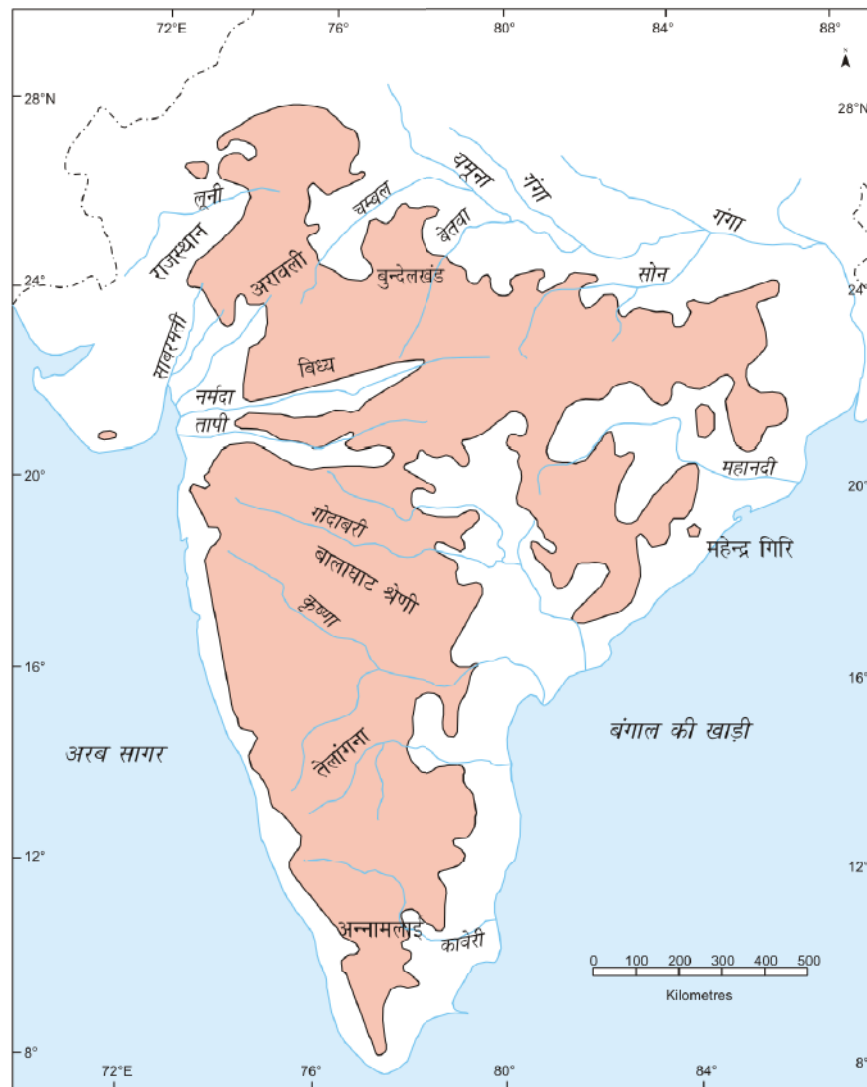 72°E 76° 80° 84° 88°
N
28°N 28°N
यमुना
गंगा
चम्बल
लूनी
बेतवा
गंगा
राजस्थान
अरावली
बुन्देलखंड
सोन
24° 24°
साबरमती
बिध्य
नर्मदा
तापी
महानदी
20° 20°
गोदाबरी
महेन्द्र गिरि
बालाघाट श्रेणी
कृष्णा
16° 16°
बंगाल की खाड़ी
अरब सागर
तेलांगना
12° 12°
अन्नामलाई
कावेरी
0 100 200 300 400 500
Kilometres
8° 8°
72°E 76° 80° 84°